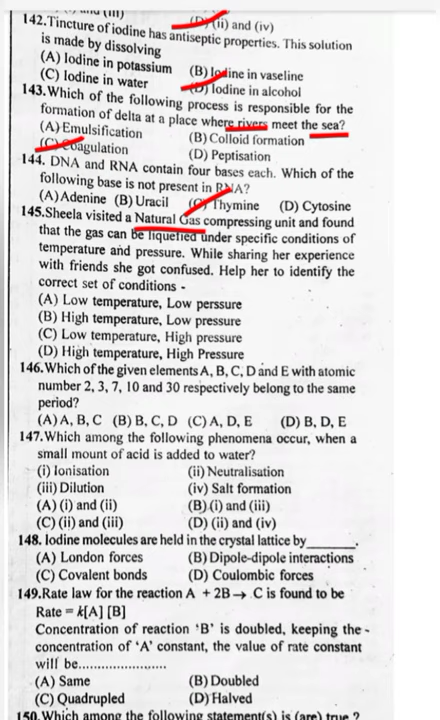 (D) (ii) and (iv)
142.Tincture of iodine has antiseptic properties. This solution
is made by dissolving
(A) Iodine in potassium (B) Iodine in vaseline
(C) Iodine in water (D) Iodine in alcohol
143.Which of the following process is responsible for the
formation of delta at a place where rivers meet the sea?
(A) Emulsification (B) Colloid formation
(C) Coagulation (D) Peptisation
144. DNA and RNA contain four bases each. Which of the
following base is not present in RNA?
(A) Adenine (B) Uracil (C) Thymine (D) Cytosine
145.Sheela visited a Natural Gas compressing unit and found
that the gas can be liquefied under specific conditions of
temperature and pressure. While sharing her experience
with friends she got confused. Help her to identify the
correct set of conditions -
(A) Low temperature, Low perssure
(B) High temperature, Low pressure
(C) Low temperature, High pressure
(D) High temperature, High Pressure
146.Which of the given elements A, B, C, D and E with atomic
number 2, 3, 7, 10 and 30 respectively belong to the same
period?
(A) A, B, C (B) B, C, D (C) A, D, E (D) B, D, E
147.Which among the following phenomena occur, when a
small mount of acid is added to water?
(i) Ionisation (ii) Neutralisation
(iii) Dilution (iv) Salt formation
(A) (i) and (ii) (B) (i) and (iii)
(C) (ii) and (iii) (D) (ii) and (iv)
148. Iodine molecules are held in the crystal lattice by______.
(A) London forces (B) Dipole-dipole interactions
(C) Covalent bonds (D) Coulombic forces
149.Rate law for the reaction A + 2B→ C is found to be
Rate = k[A] [B]
Concentration of reaction 'B' is doubled, keeping the -
concentration of 'A' constant, the value of rate constant
will be......................
(A) Same (B) Doubled
(C) Quadrupled (D) Halved
150.Which among the following statement(s) is (are) true ?